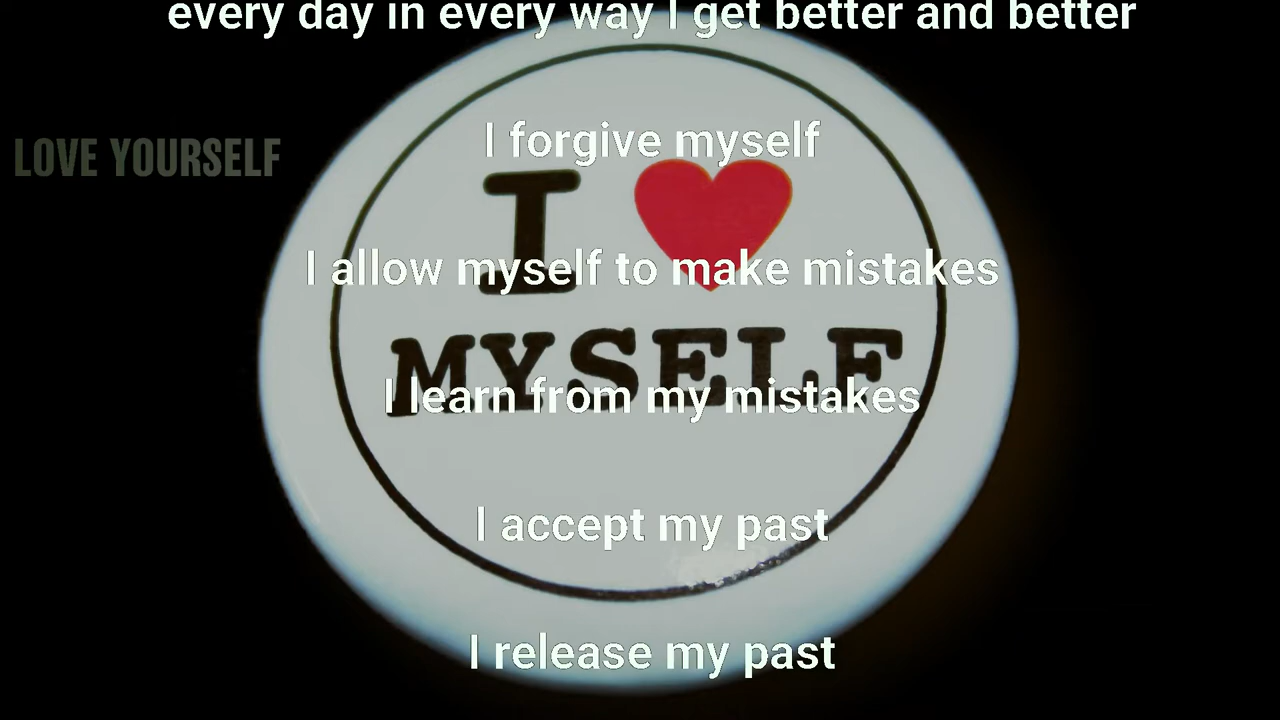 every day in every way I get better and better
I forgive myself
LOVE YOURSELF
I
I allow myself to make mistakes
MYSELF
I learn from my mistakes
I accept my past
I release my past